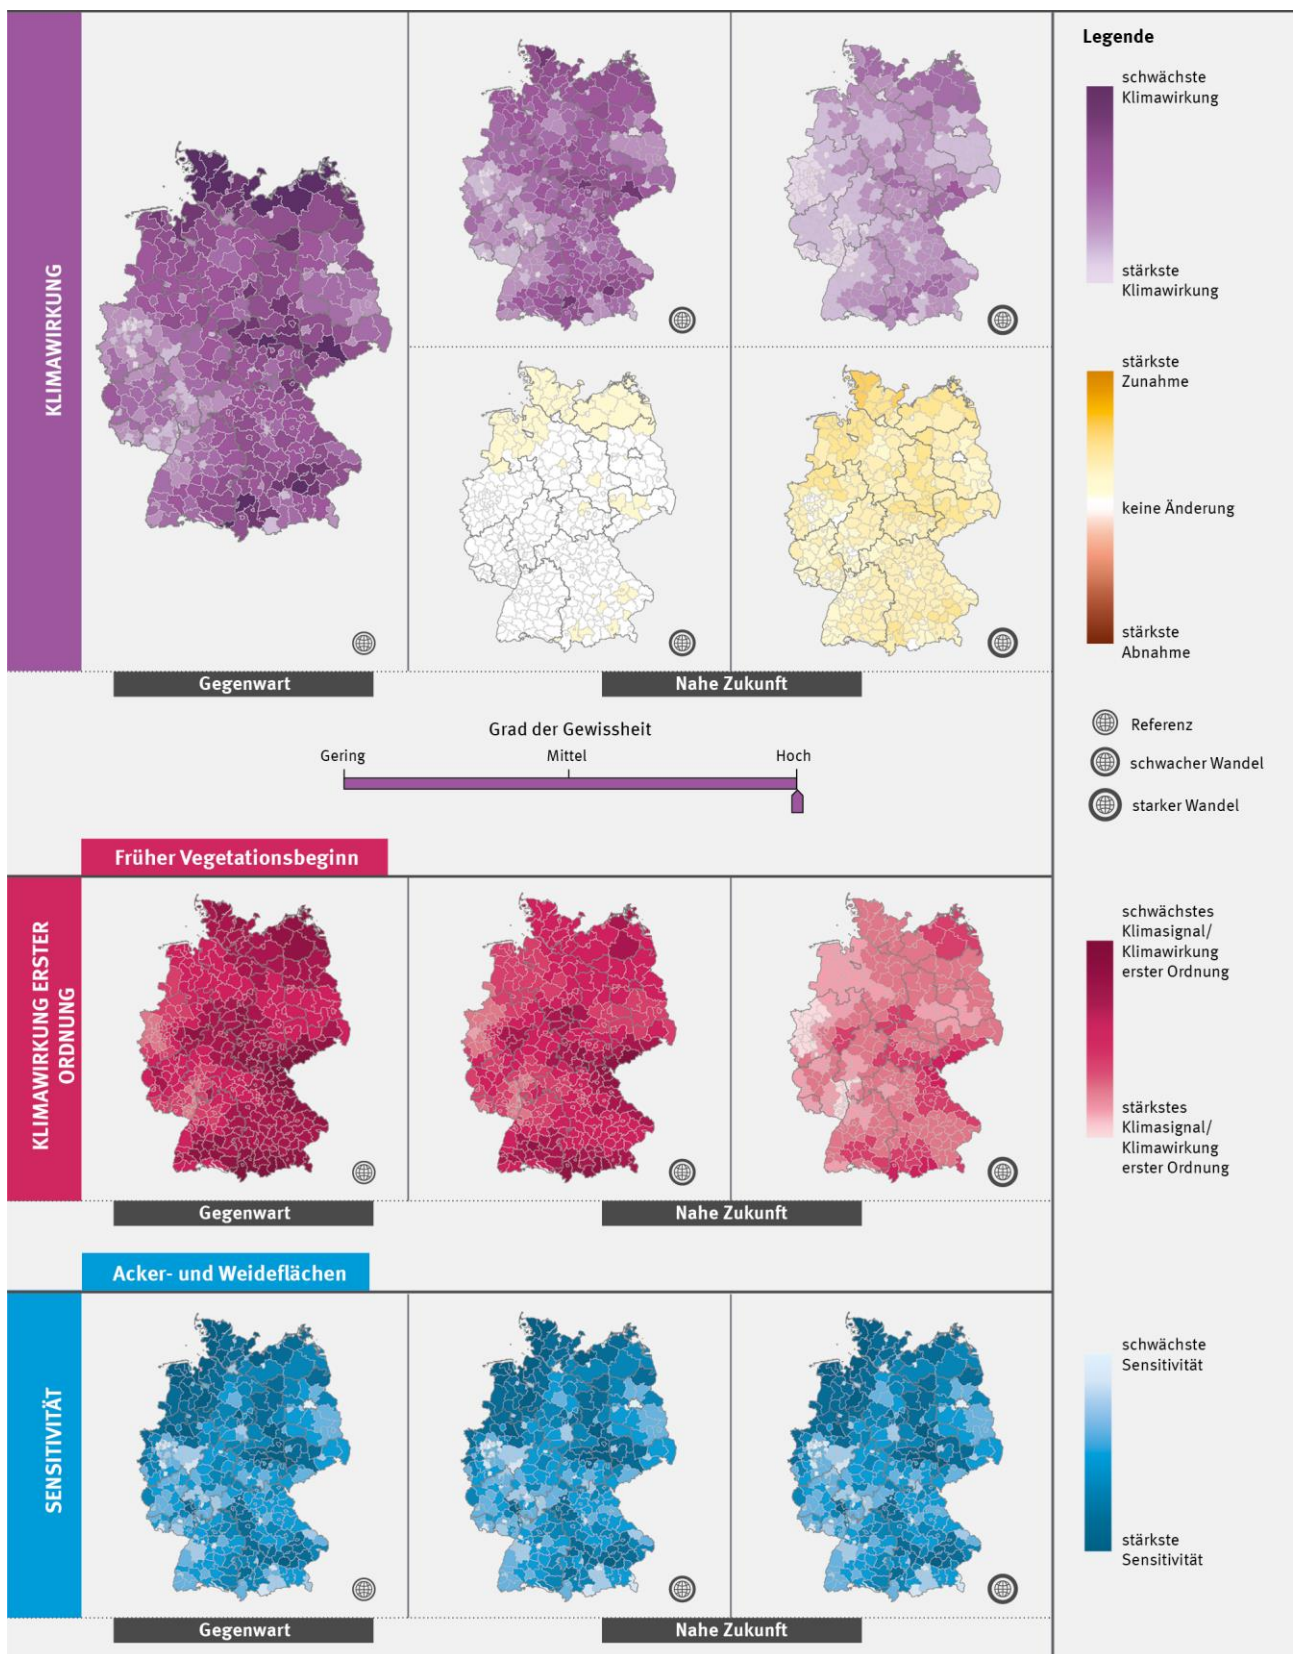 KLIMAWIRKUNG
Gegenwart
Nahe Zukunft
Grad der Gewissheit
Gering
Mittel
Hoch
Früher Vegetationsbeginn
KLIMAWIRKUNG ERSTER
ORDNUNG
Gegenwart
Nahe Zukunft
Acker- und Weideflächen
SENSITIVITÄT
Gegenwart
Nahe Zukunft
Legende
schwächste
Klimawirkung
stärkste
Klimawirkung
stärkste
Zunahme
keine Änderung
stärkste
Abnahme
Referenz
schwacher Wandel
starker Wandel
schwächstes
Klimasignal/
Klimawirkung
erster Ordnung
stärkstes
Klimasignal/
Klimawirkung
erster Ordnung
schwächste
Sensitivität
stärkste
Sensitivität